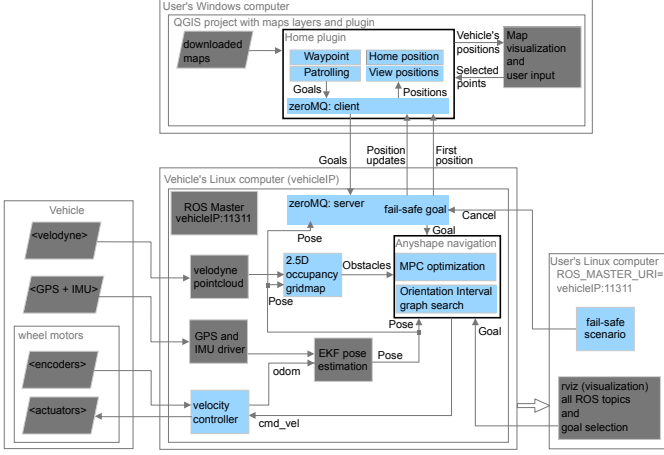 User's Windows computer
QGIS project with maps layers and plugin
downloaded
maps
Home plugin
Waypoint
Home position
Patrolling
View positions
Goals
Positions
zeroMQ: client
Vehicle's
positions
Selected
points
Map
visualization
and
user input
Goals
Position
updates
First
position
Vehicle's Linux computer (vehicleIP)
ROS Master
vehicleIP:11311
zeroMQ: server
fail-safe goal
Cancel
Pose
Goal
Vehicle
<velodyne>
<GPS + IMU>
wheel motors
<encoders>
<actuators>
velodyne
pointcloud
2.5D
occupancy
gridmap
Obstacles
Pose
Anyshape navigation
MPC optimization
Orientation Interval
graph search
Pose
Goal
GPS and
IMU driver
EKF pose
estimation
Pose
odom
velocity
controller
cmd_vel
User's Linux computer
ROS_MASTER_URI=
vehicleIP:11311
fail-safe
scenario
rviz (visualization)
all ROS topics
and
goal selection